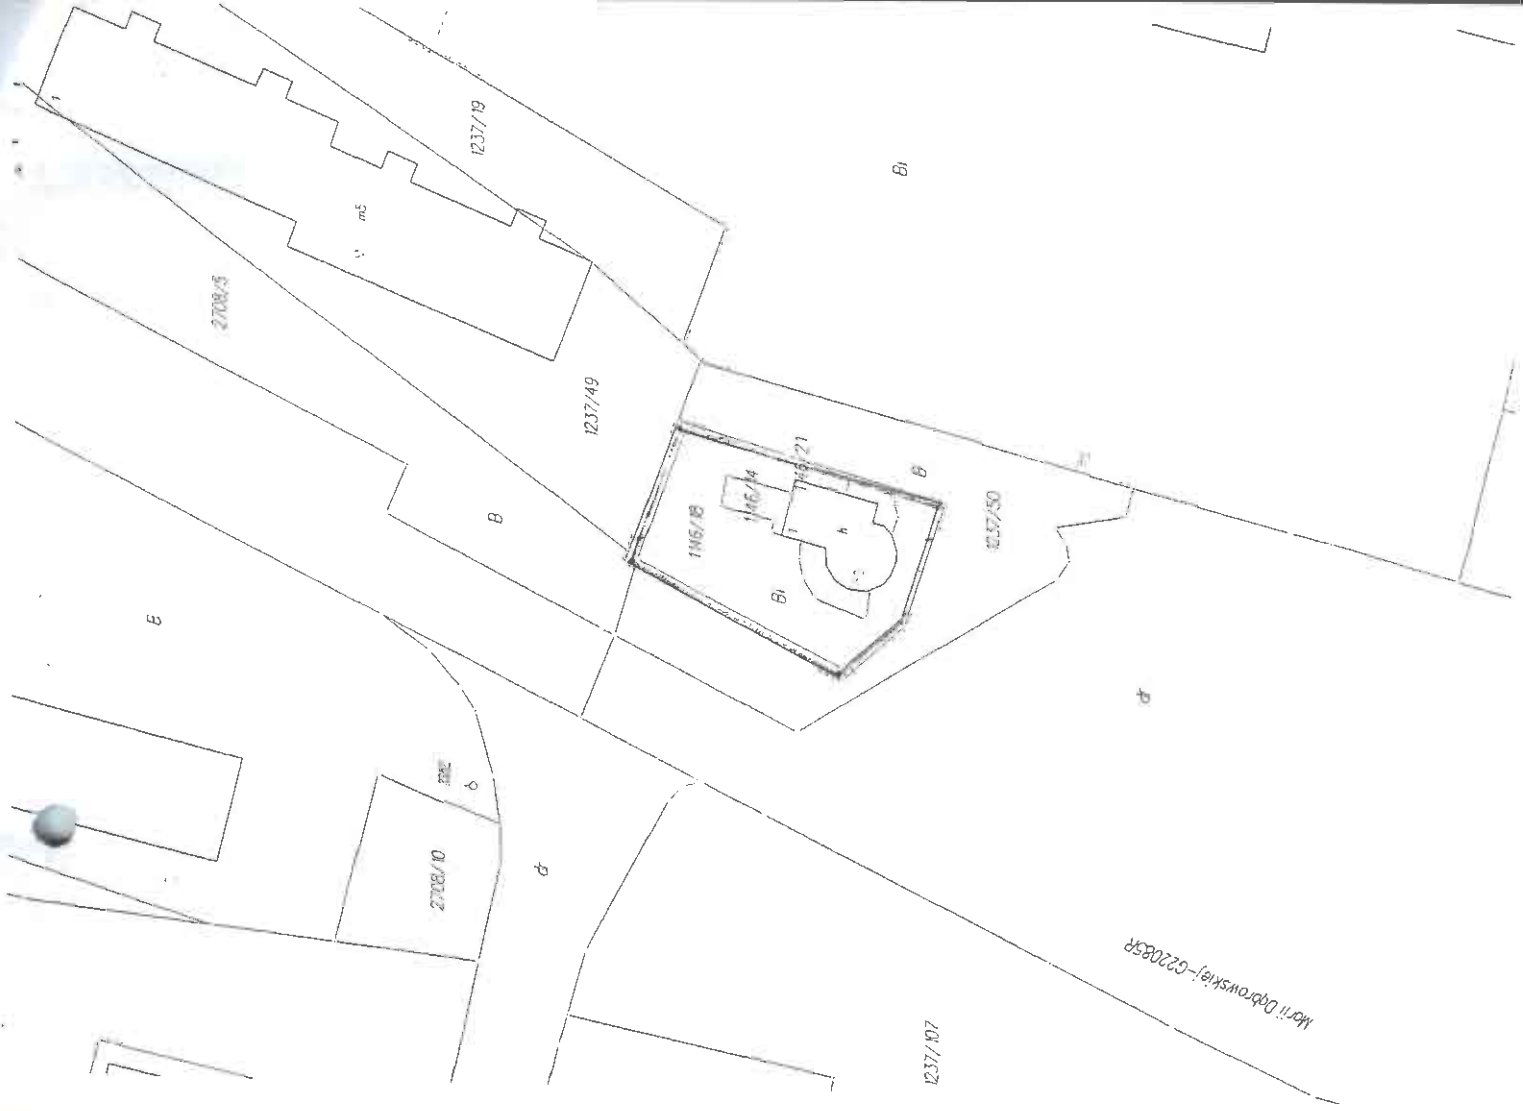 1237/19
m5
2708/5
1237/49
Bi
B
1146/21
1146/14
1146/18
B
1237/50
h
Bi
B
dr
2708/10
dr
Marii Dąbrowskiej-G22085R
1237/107